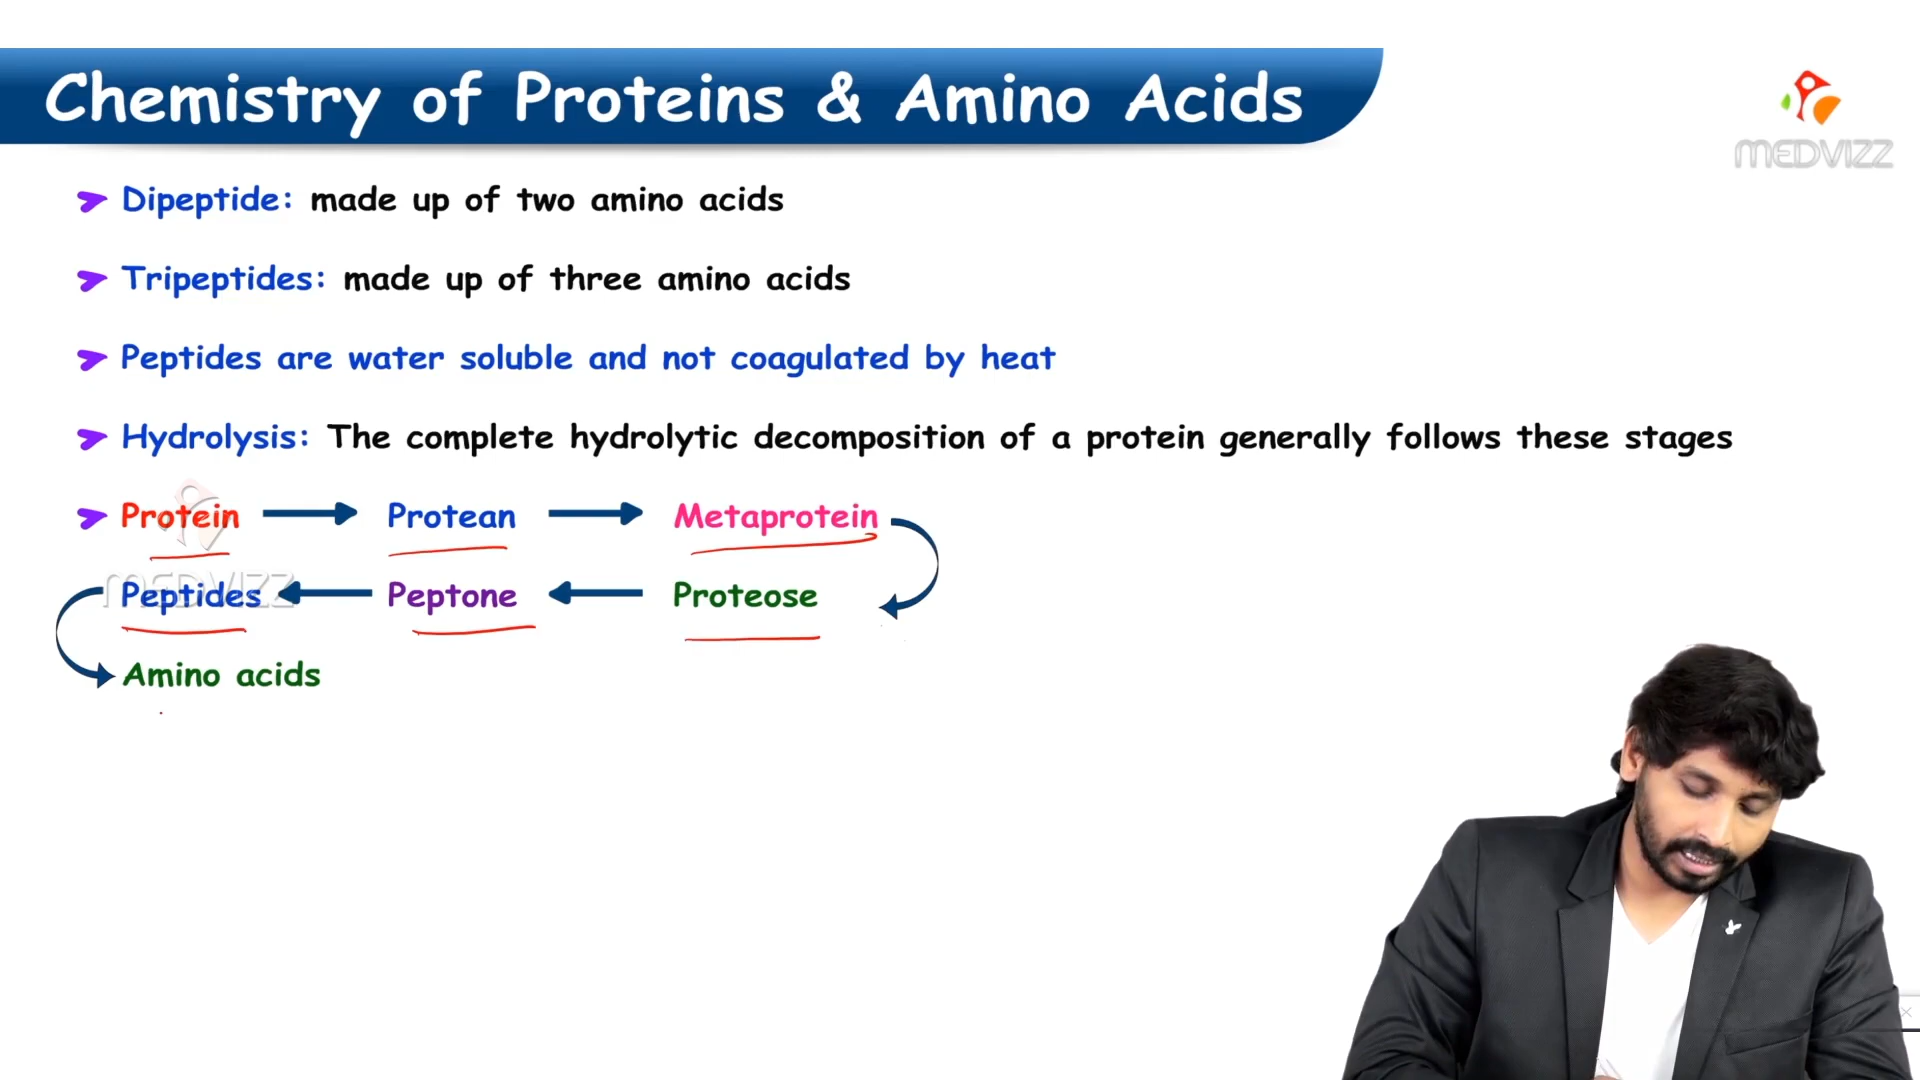 Chemistry of Proteins & Amino Acids
MEDVIZZ
Dipeptide: made up of two amino acids
Tripeptides: made up of three amino acids
Peptides are water soluble and not coagulated by heat
Hydrolysis: The complete hydrolytic decomposition of a protein generally follows these stages
Protein Protean Metaprotein
MEDVIZZ
Peptides Peptone Proteose
Amino acids